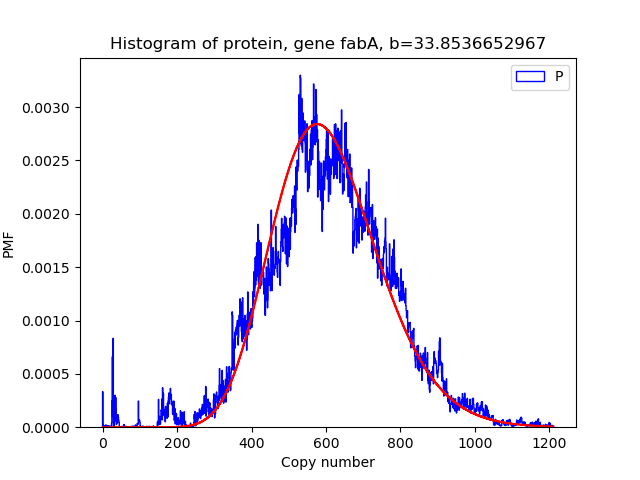 Histogram of protein, gene fabA, b=33.8536652967
P
0.0030
0.0025
0.0020
0.0015
0.0010
0.0005
0.0000
PMF
0 200 400 600 800 1000 1200
Copy number